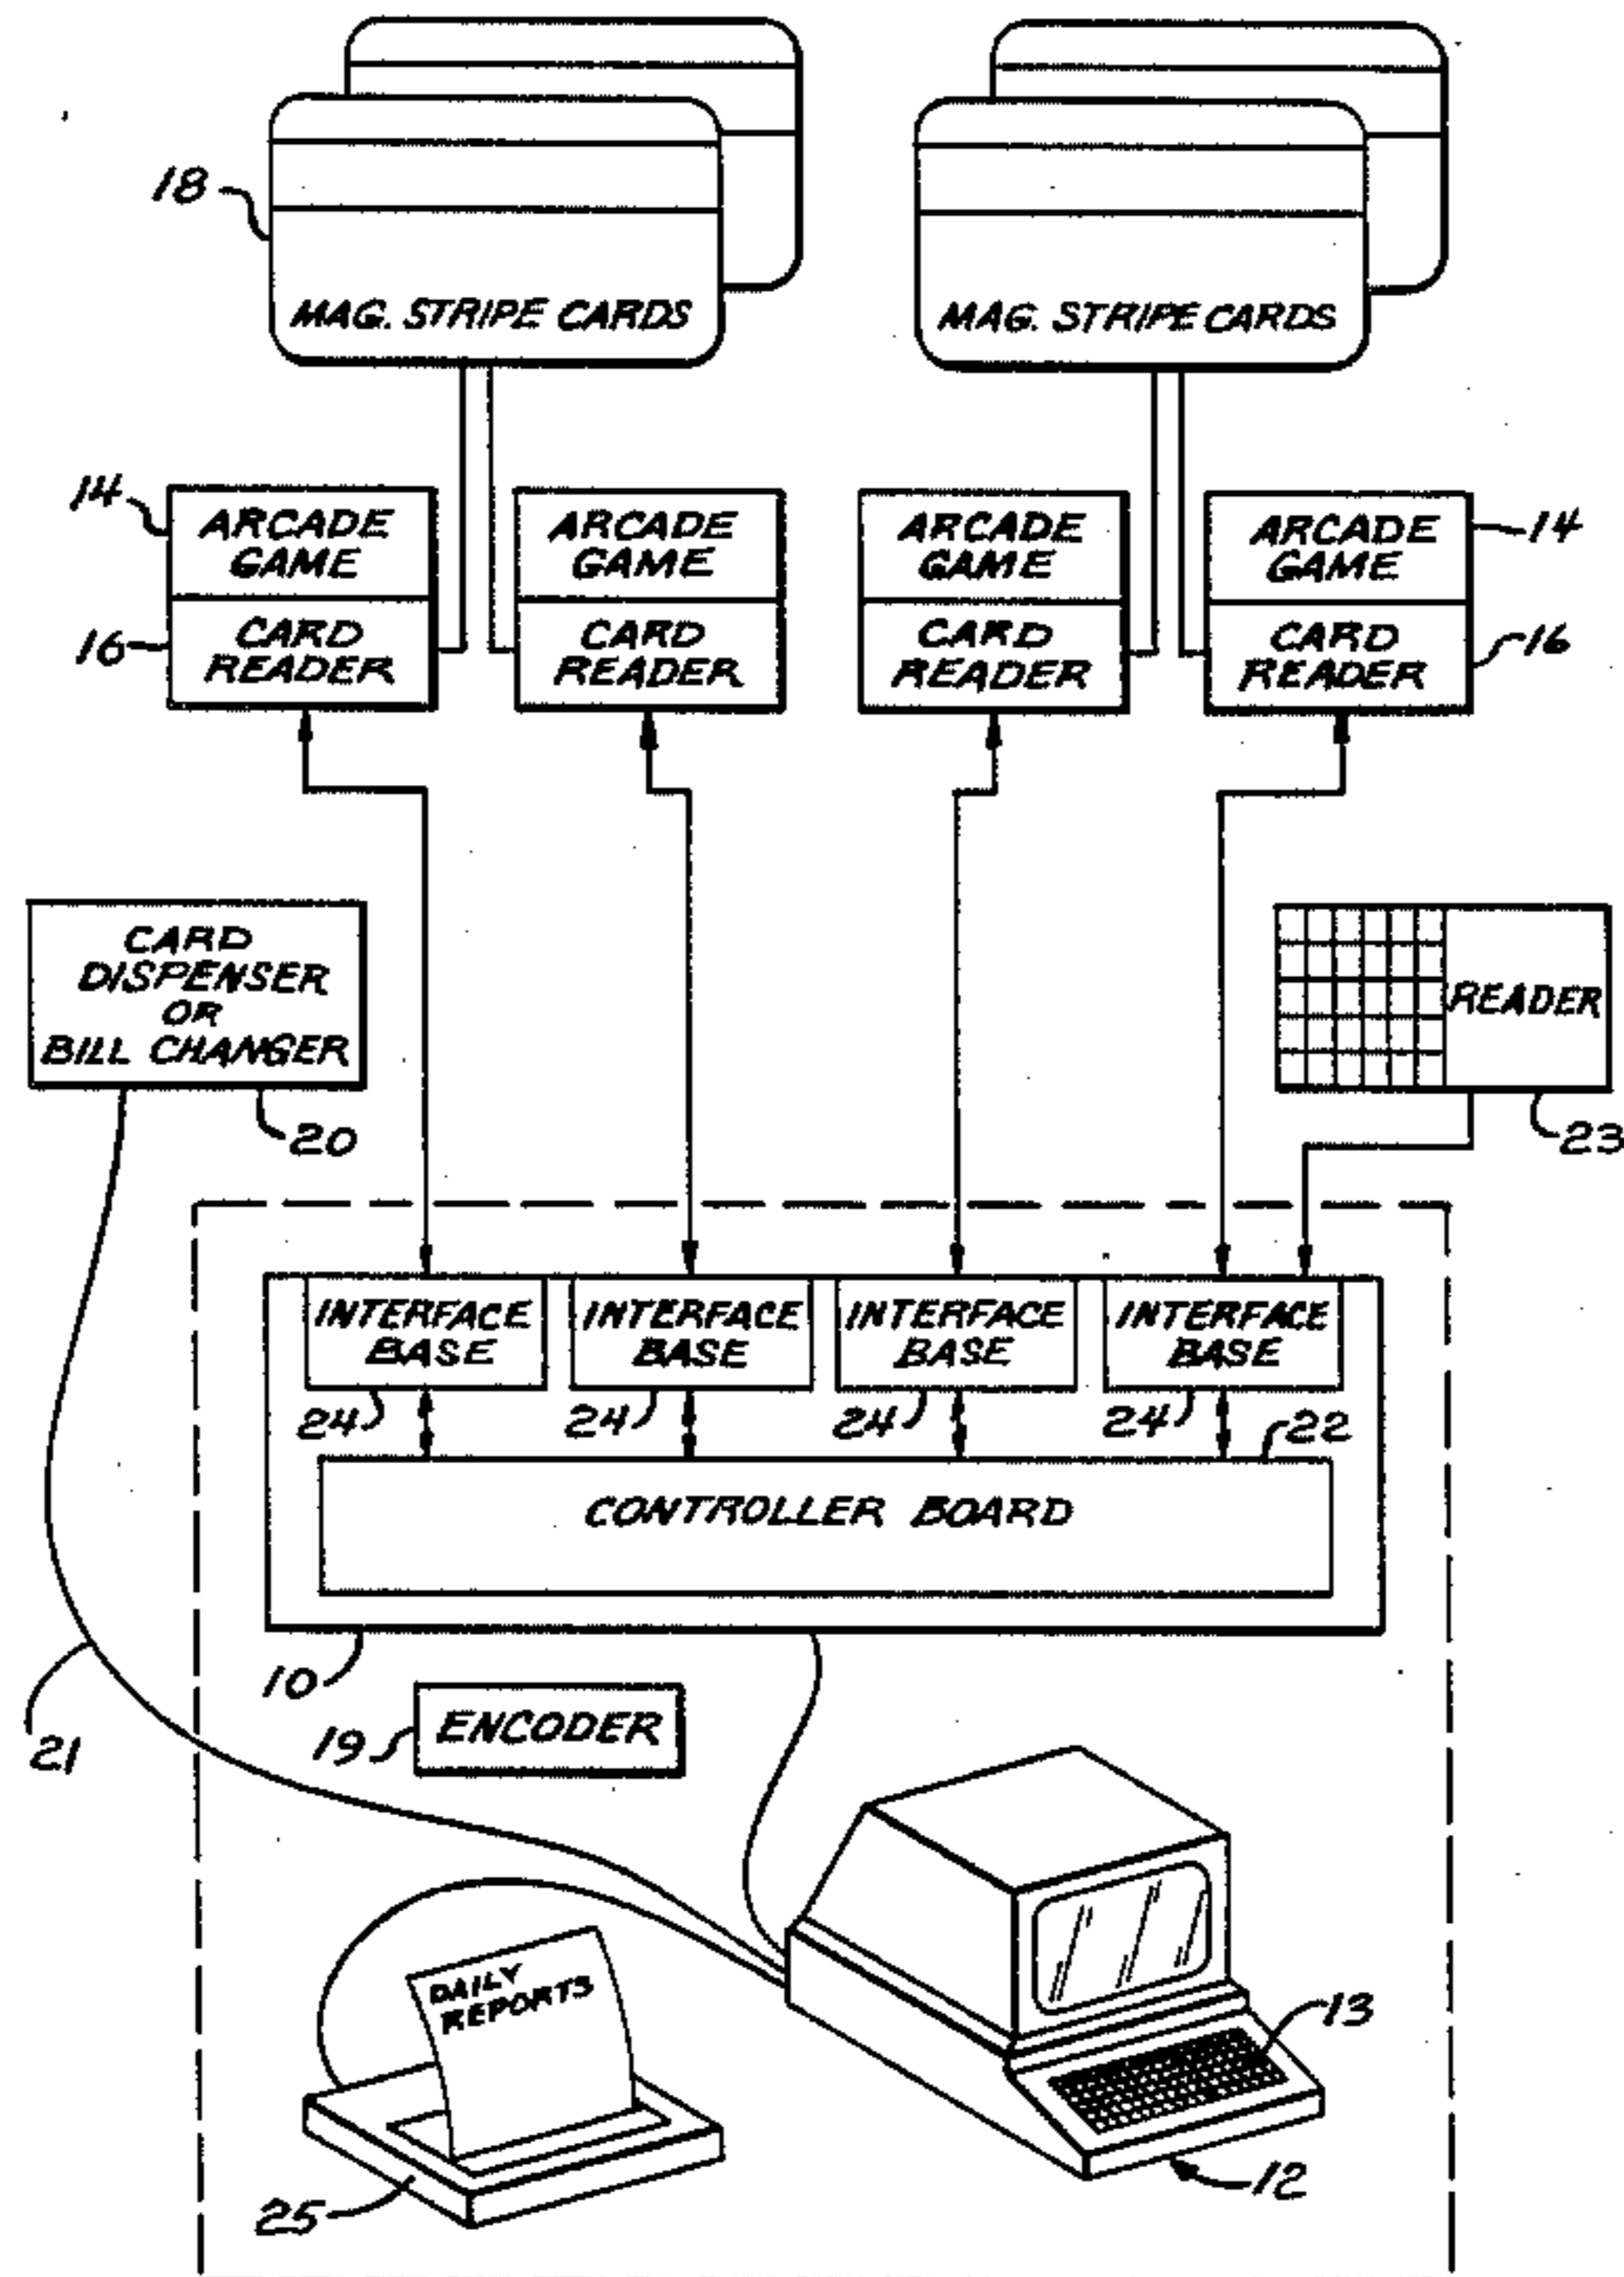 18
MAG. STRIPE CARDS
MAG. STRIPE CARDS
14
ARCADE
GAME
ARCADE
GAME
ARCADE
GAME
ARCADE
GAME
14
16
CARD
READER
CARD
READER
CARD
READER
CARD
READER
16
CARD
DISPENSER
OR
BILL CHANGER
20
READER
23
INTERFACE
BASE
INTERFACE
BASE
INTERFACE
BASE
INTERFACE
BASE
24
24
24
24
22
CONTROLLER BOARD
10
21
19
ENCODER
DAILY
REPORTS
13
25
12